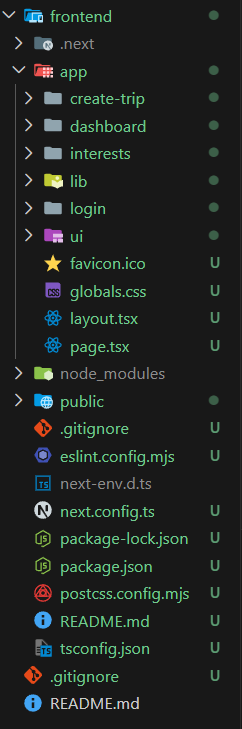 frontend
.next
app
create-trip
dashboard
interests
lib
login
ui
favicon.ico U
globals.css U
layout.tsx U
page.tsx U
node_modules
public
.gitignore U
eslint.config.mjs U
next-env.d.ts
next.config.ts U
package-lock.json U
package.json U
postcss.config.mjs U
README.md U
tsconfig.json U
.gitignore U
README.md